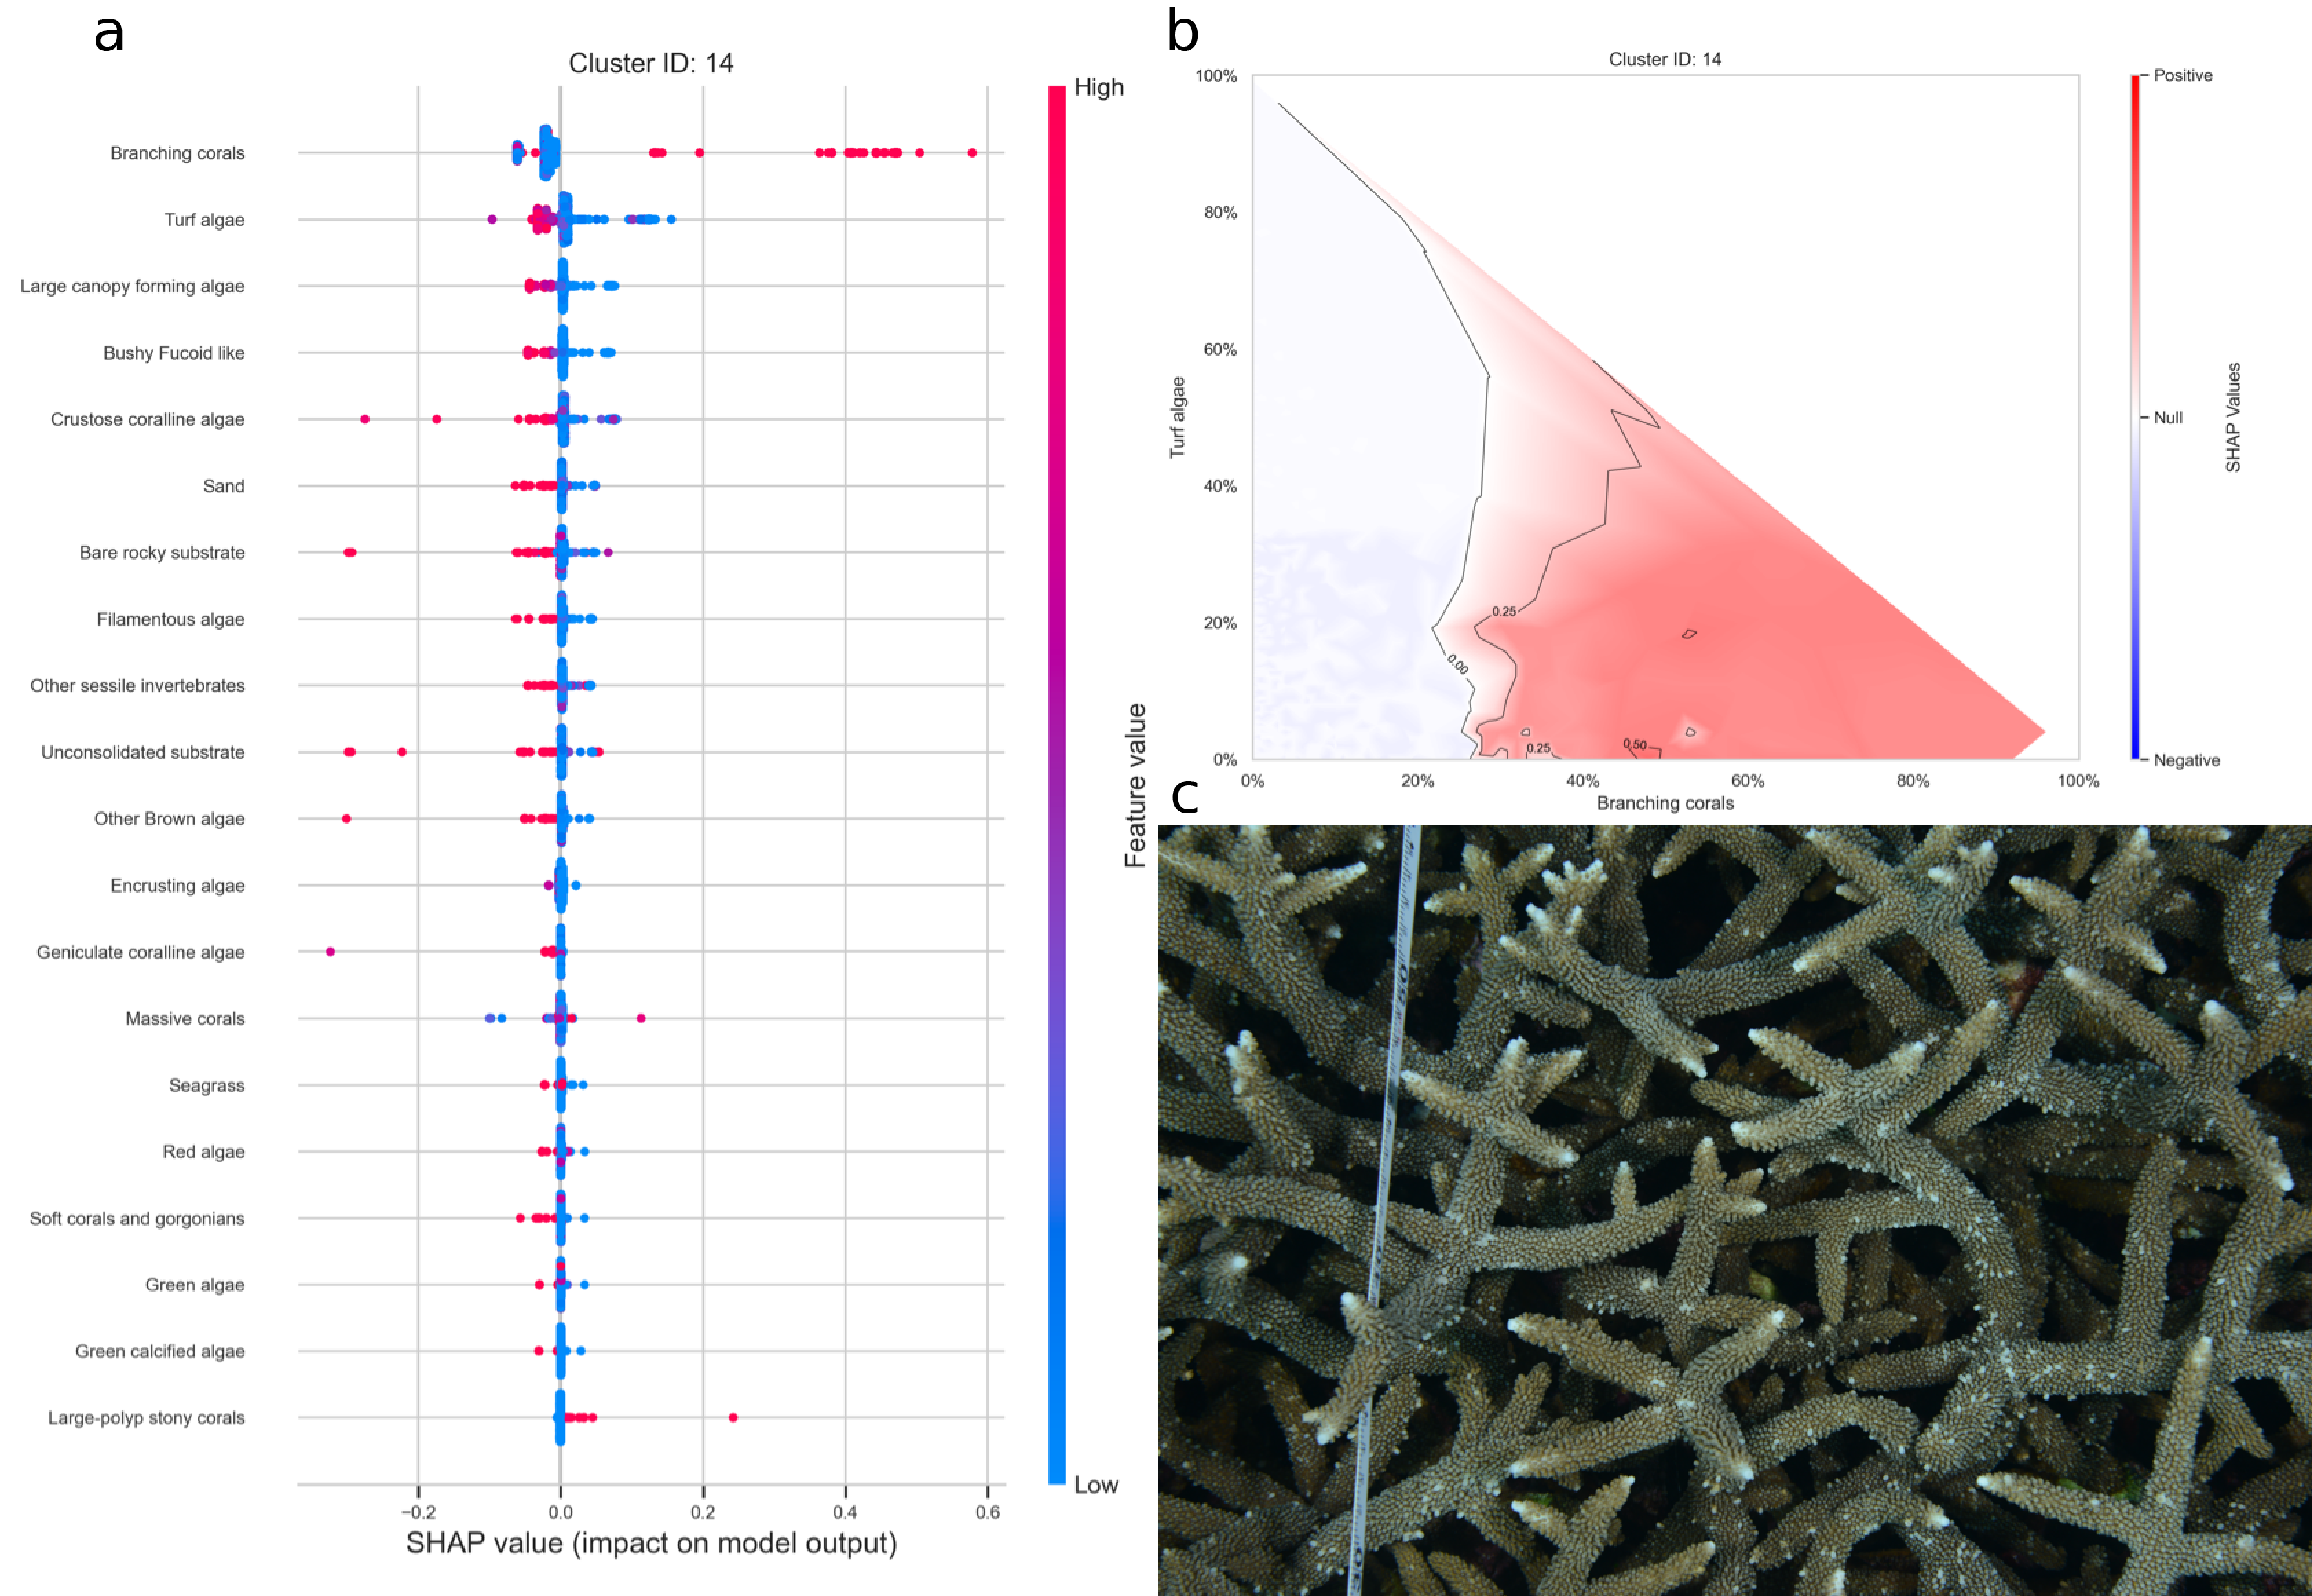 a
Cluster ID: 14
High
Branching corals
Turf algae
Large canopy forming algae
Bushy Fucoid like
Crustose coralline algae
Sand
Bare rocky substrate
Filamentous algae
Other sessile invertebrates
Unconsolidated substrate
Other Brown algae
Encrusting algae
Geniculate coralline algae
Massive corals
Seagrass
Red algae
Soft corals and gorgonians
Green algae
Green calcified algae
Large-polyp stony corals
Feature value
Low
−0.2 0.0 0.2 0.4 0.6
SHAP value (impact on model output)
b
Cluster ID: 14
100%
80%
60%
40%
20%
0%
Turf algae
0.25
0.00
0.25
0.50
0% 20% 40% 60% 80% 100%
Branching corals
Positive
Null
Negative
SHAP Values
c